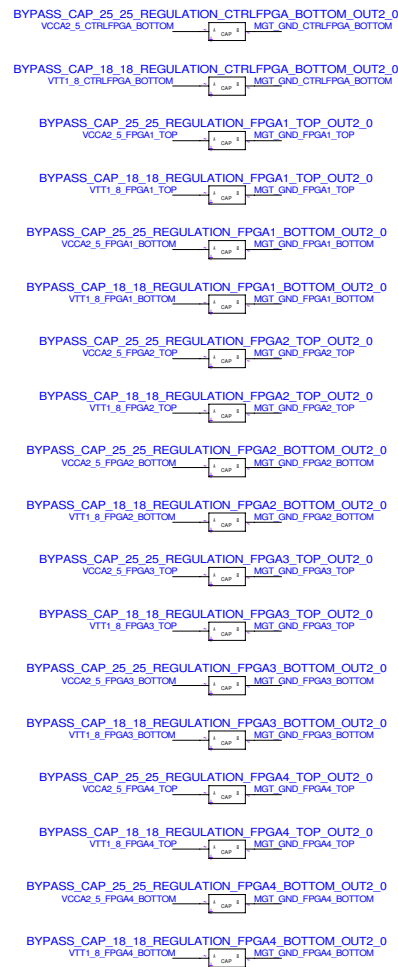 BYPASS_CAP_25_25_REGULATION_CTRLFPGA_BOTTOM_OUT2_0
VCCA2_5_CTRLFPGA_BOTTOM A CAP B MGT_GND_CTRLFPGA_BOTTOM
BYPASS_CAP_18_18_REGULATION_CTRLFPGA_BOTTOM_OUT2_0
VTT1_8_CTRLFPGA_BOTTOM A CAP B MGT_GND_CTRLFPGA_BOTTOM
BYPASS_CAP_25_25_REGULATION_FPGA1_TOP_OUT2_0
VCCA2_5_FPGA1_TOP A CAP B MGT_GND_FPGA1_TOP
BYPASS_CAP_18_18_REGULATION_FPGA1_TOP_OUT2_0
VTT1_8_FPGA1_TOP A CAP B MGT_GND_FPGA1_TOP
BYPASS_CAP_25_25_REGULATION_FPGA1_BOTTOM_OUT2_0
VCCA2_5_FPGA1_BOTTOM A CAP B MGT_GND_FPGA1_BOTTOM
BYPASS_CAP_18_18_REGULATION_FPGA1_BOTTOM_OUT2_0
VTT1_8_FPGA1_BOTTOM A CAP B MGT_GND_FPGA1_BOTTOM
BYPASS_CAP_25_25_REGULATION_FPGA2_TOP_OUT2_0
VCCA2_5_FPGA2_TOP A CAP B MGT_GND_FPGA2_TOP
BYPASS_CAP_18_18_REGULATION_FPGA2_TOP_OUT2_0
VTT1_8_FPGA2_TOP A CAP B MGT_GND_FPGA2_TOP
BYPASS_CAP_25_25_REGULATION_FPGA2_BOTTOM_OUT2_0
VCCA2_5_FPGA2_BOTTOM A CAP B MGT_GND_FPGA2_BOTTOM
BYPASS_CAP_18_18_REGULATION_FPGA2_BOTTOM_OUT2_0
VTT1_8_FPGA2_BOTTOM A CAP B MGT_GND_FPGA2_BOTTOM
BYPASS_CAP_25_25_REGULATION_FPGA3_TOP_OUT2_0
VCCA2_5_FPGA3_TOP A CAP B MGT_GND_FPGA3_TOP
BYPASS_CAP_18_18_REGULATION_FPGA3_TOP_OUT2_0
VTT1_8_FPGA3_TOP A CAP B MGT_GND_FPGA3_TOP
BYPASS_CAP_25_25_REGULATION_FPGA3_BOTTOM_OUT2_0
VCCA2_5_FPGA3_BOTTOM A CAP B MGT_GND_FPGA3_BOTTOM
BYPASS_CAP_18_18_REGULATION_FPGA3_BOTTOM_OUT2_0
VTT1_8_FPGA3_BOTTOM A CAP B MGT_GND_FPGA3_BOTTOM
BYPASS_CAP_25_25_REGULATION_FPGA4_TOP_OUT2_0
VCCA2_5_FPGA4_TOP A CAP B MGT_GND_FPGA4_TOP
BYPASS_CAP_18_18_REGULATION_FPGA4_TOP_OUT2_0
VTT1_8_FPGA4_TOP A CAP B MGT_GND_FPGA4_TOP
BYPASS_CAP_25_25_REGULATION_FPGA4_BOTTOM_OUT2_0
VCCA2_5_FPGA4_BOTTOM A CAP B MGT_GND_FPGA4_BOTTOM
BYPASS_CAP_18_18_REGULATION_FPGA4_BOTTOM_OUT2_0
VTT1_8_FPGA4_BOTTOM A CAP B MGT_GND_FPGA4_BOTTOM